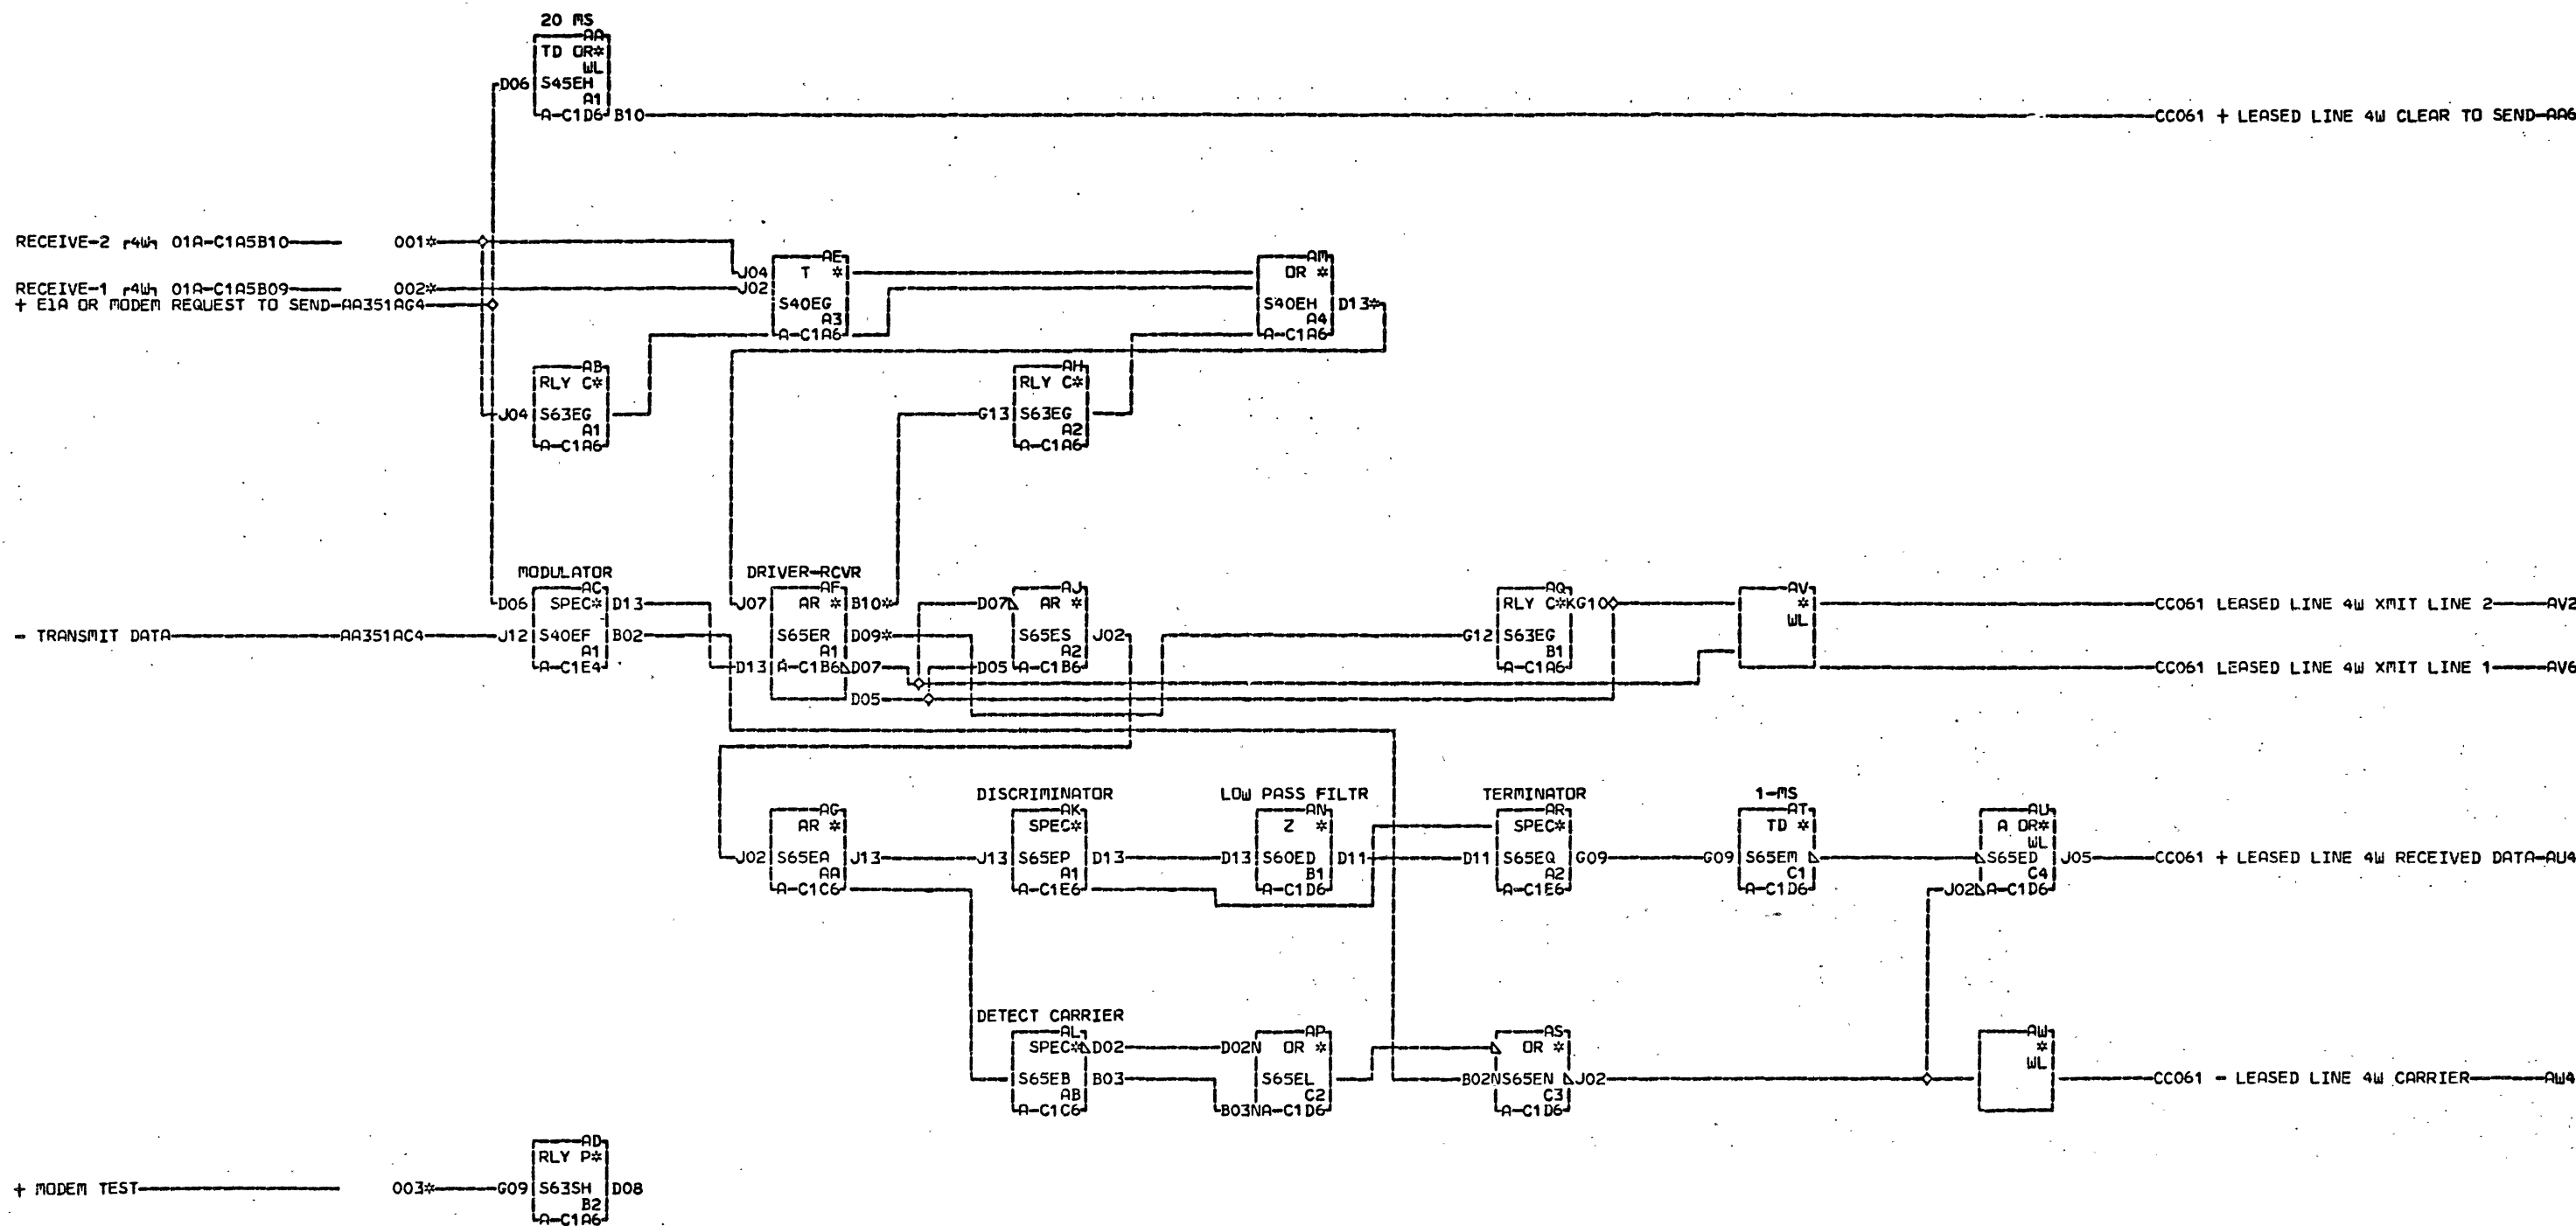 20 MS
AA
TD OR*
WL
D06 S45EH
A1
A-C1D6 B10 CC061 + LEASED LINE 4W CLEAR TO SEND-AA6
RECEIVE-2 r4W┐ 01A-C1A5B10 001*
AE AM
J04 T * OR *
RECEIVE-1 r4W┐ 01A-C1A5B09 002* J02
+ EIA OR MODEM REQUEST TO SEND-AA351AG4 S40EG S40EH D13*
A3 A4
A-C1A6 A-C1A6
AB AH
RLY C* RLY C*
J04 S63EG G13 S63EG
A1 A2
A-C1A6 A-C1A6
MODULATOR DRIVER-RCVR
AC AF AJ AQ AV
D06 SPEC* D13 J07 AR * B10* D07 AR * RLY C*KG10 * CC061 LEASED LINE 4W XMIT LINE 2 AV2
WL
- TRANSMIT DATA AA351AC4 J12 S40EF B02 S65ER D09* S65ES J02 G12 S63EG
A1 A1 A2 B1
A-C1E4 D13 A-C1B6 D07 D05 A-C1B6 A-C1A6 CC061 LEASED LINE 4W XMIT LINE 1 AV6
D05
DISCRIMINATOR LOW PASS FILTR TERMINATOR 1-MS
AG AK AN AR AT AU
AR * SPEC* Z * SPEC* TD * A OR*
WL
J02 S65EA J13 J13 S65EP D13 D13 S60ED D11 D11 S65EQ G09 G09 S65EM S65ED J05 CC061 + LEASED LINE 4W RECEIVED DATA-AU4
AA A1 B1 A2 C1 C4
A-C1C6 A-C1E6 A-C1D6 A-C1E6 A-C1D6 J02 A-C1D6
DETECT CARRIER
AL AP AS AW
SPEC* D02 D02N OR * OR * *
WL
S65EB B03 S65EL B02NS65EN J02 CC061 - LEASED LINE 4W CARRIER AW4
AB C2 C3
A-C1C6 B03NA-C1D6 A-C1D6
AD
RLY P*
+ MODEM TEST 003* G09 S63SH D08
B2
A-C1A6